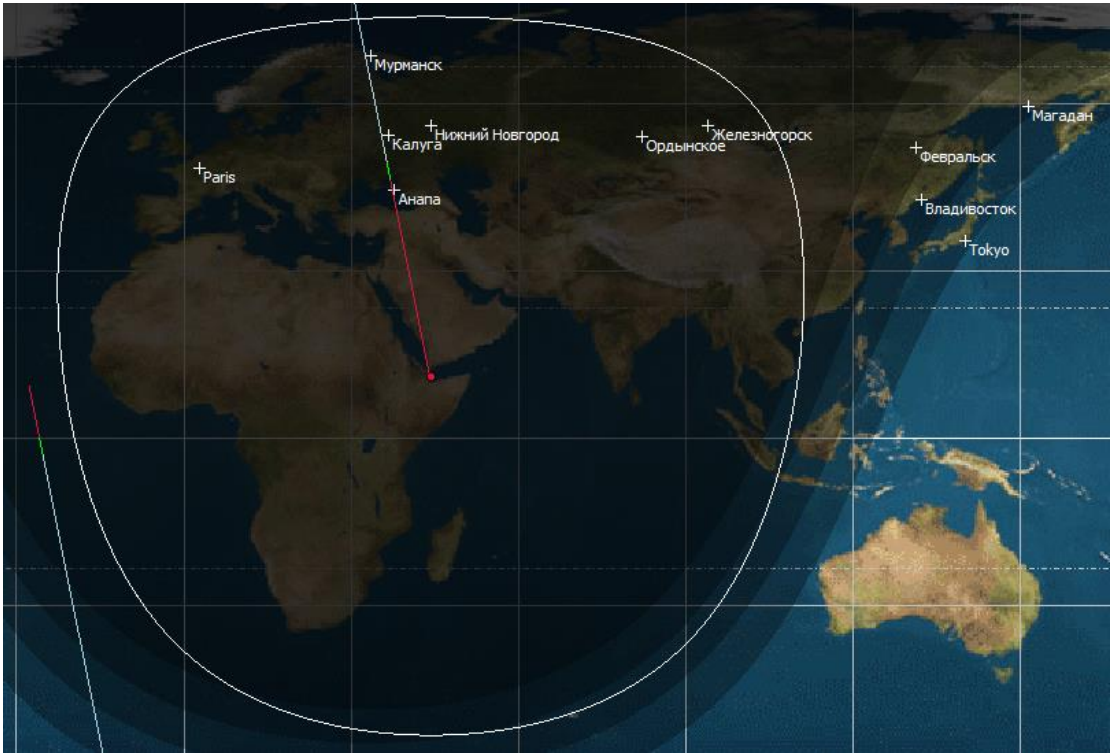 Мурманск
Магадан
Нижний Новгород
Железногорск
Калуга
Ордынское
Февральск
Paris
Анапа
Владивосток
Tokyo